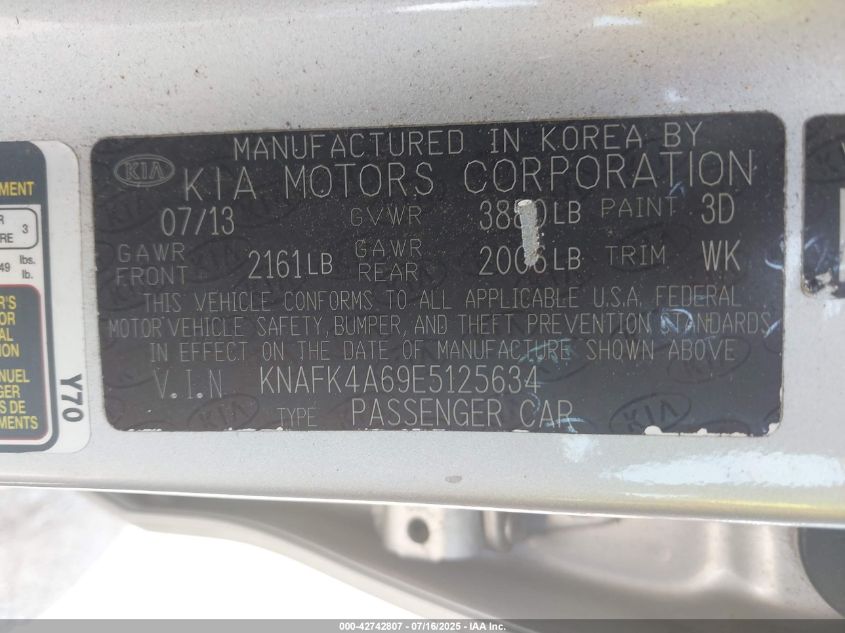 MANUFACTURED IN KOREA BY
KIA KIA MOTORS CORPORATION
07/13 GVWR LB PAINT 3D
GAWR FRONT 2161LB GAWR REAR LB TRIM WK
THIS VEHICLE CONFORMS TO ALL APPLICABLE U.S.A. FEDERAL
MOTOR VEHICLE SAFETY, BUMPER, AND THEFT PREVENTION STANDARDS
IN EFFECT ON THE DATE OF MANUFACTURE SHOWN ABOVE
V.I.N KNAFK4A69E5125634
TYPE PASSENGER CAR
3
lbs.
lb.
Y70
000-42742807 - 07/16/2025 - IAA Inc.